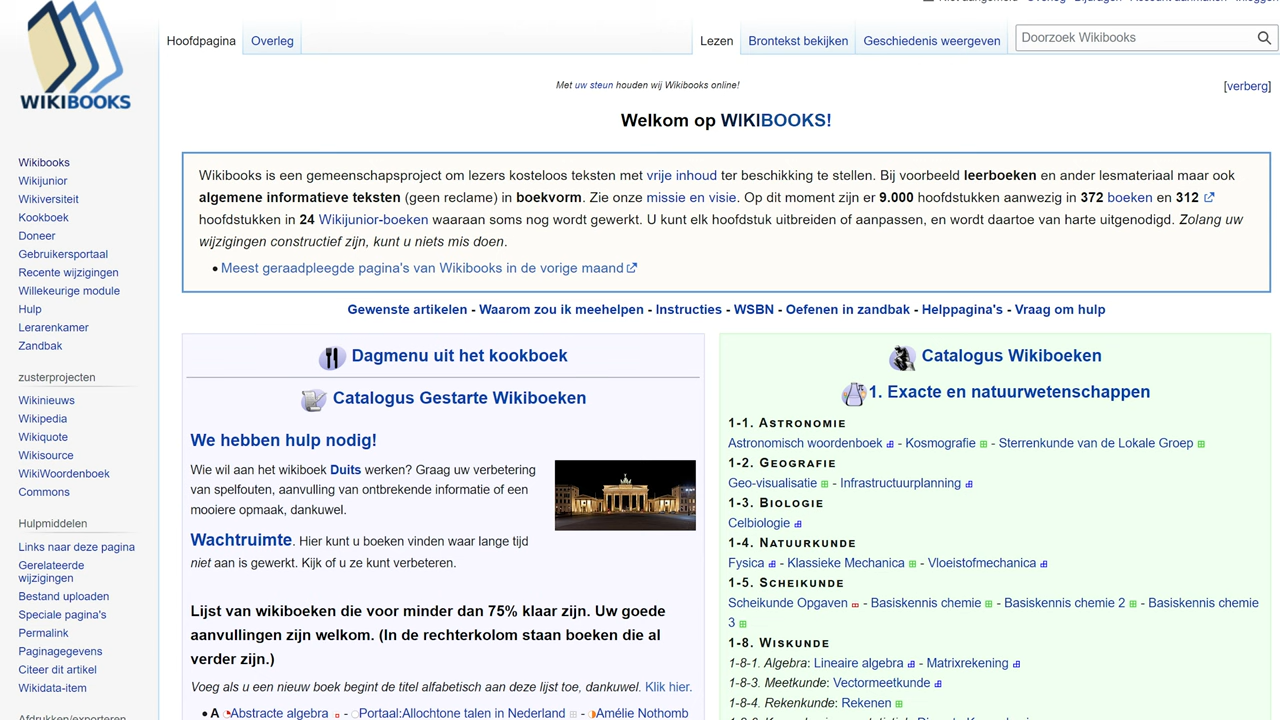 Overleg
WIKIBOOKS
Hoofdpagina
Overleg
Lezen
Brontekst bekijken
Geschiedenis weergeven
Doorzoek Wikibooks
Met uw steun houden wij Wikibooks online!
[verberg]
Welkom op WIKIBOOKS!
Wikibooks is een gemeenschapsproject om lezers kosteloos teksten met vrije inhoud ter beschikking te stellen. Bij voorbeeld leerboeken en ander lesmateriaal maar ook
algemene informatieve teksten (geen reclame) in boekvorm. Zie onze missie en visie. Op dit moment zijn er 9.000 hoofdstukken aanwezig in 372 boeken en 312
hoofdstukken in 24 Wikijunior-boeken waaraan soms nog wordt gewerkt. U kunt elk hoofdstuk uitbreiden of aanpassen, en wordt daartoe van harte uitgenodigd. Zolang uw
wijzigingen constructief zijn, kunt u niets mis doen.
• Meest geraadpleegde pagina's van Wikibooks in de vorige maand
Gewenste artikelen - Waarom zou ik meehelpen - Instructies - WSBN - Oefenen in zandbak - Helppagina's - Vraag om hulp
Wikibooks
Wikijunior
Wikiversiteit
Kookboek
Doneer
Gebruikersportaal
Recente wijzigingen
Willekeurige module
Hulp
Lerarenkamer
Zandbak
zusterprojecten
Wikinieuws
Wikipedia
Wikiquote
Wikisource
WikiWoordenboek
Commons
Hulpmiddelen
Links naar deze pagina
Gerelateerde
wijzigingen
Bestand uploaden
Speciale pagina's
Permalink
Paginagegevens
Citeer dit artikel
Wikidata-item
Afdrukken/exporteren
Dagmenu uit het kookboek
Catalogus Gestarte Wikiboeken
We hebben hulp nodig!
Wie wil aan het wikiboek Duits werken? Graag uw verbetering
van spelfouten, aanvulling van ontbrekende informatie of een
mooiere opmaak, dankuwel.
Wachtruimte. Hier kunt u boeken vinden waar lange tijd
niet aan is gewerkt. Kijk of u ze kunt verbeteren.
Lijst van wikiboeken die voor minder dan 75% klaar zijn. Uw goede
aanvullingen zijn welkom. (In de rechterkolom staan boeken die al
verder zijn.)
Voeg als u een nieuw boek begint de titel alfabetisch aan deze lijst toe, dankuwel. Klik hier.
• A Abstracte algebra - Portaal:Allochtone talen in Nederland - Amélie Nothomb
Catalogus Wikiboeken
1. Exacte en natuurwetenschappen
1-1. Astronomie
Astronomisch woordenboek - Kosmografie - Sterrenkunde van de Lokale Groep
1-2. Geografie
Geo-visualisatie - Infrastructuurplanning
1-3. Biologie
Celbiologie
1-4. Natuurkunde
Fysica - Klassieke Mechanica - Vloeistofmechanica
1-5. Scheikunde
Scheikunde Opgaven - Basiskennis chemie - Basiskennis chemie 2 - Basiskennis chemie
3
1-8. Wiskunde
1-8-1. Algebra: Lineaire algebra - Matrixrekening
1-8-3. Meetkunde: Vectormeetkunde
1-8-4. Rekenkunde: Rekenen